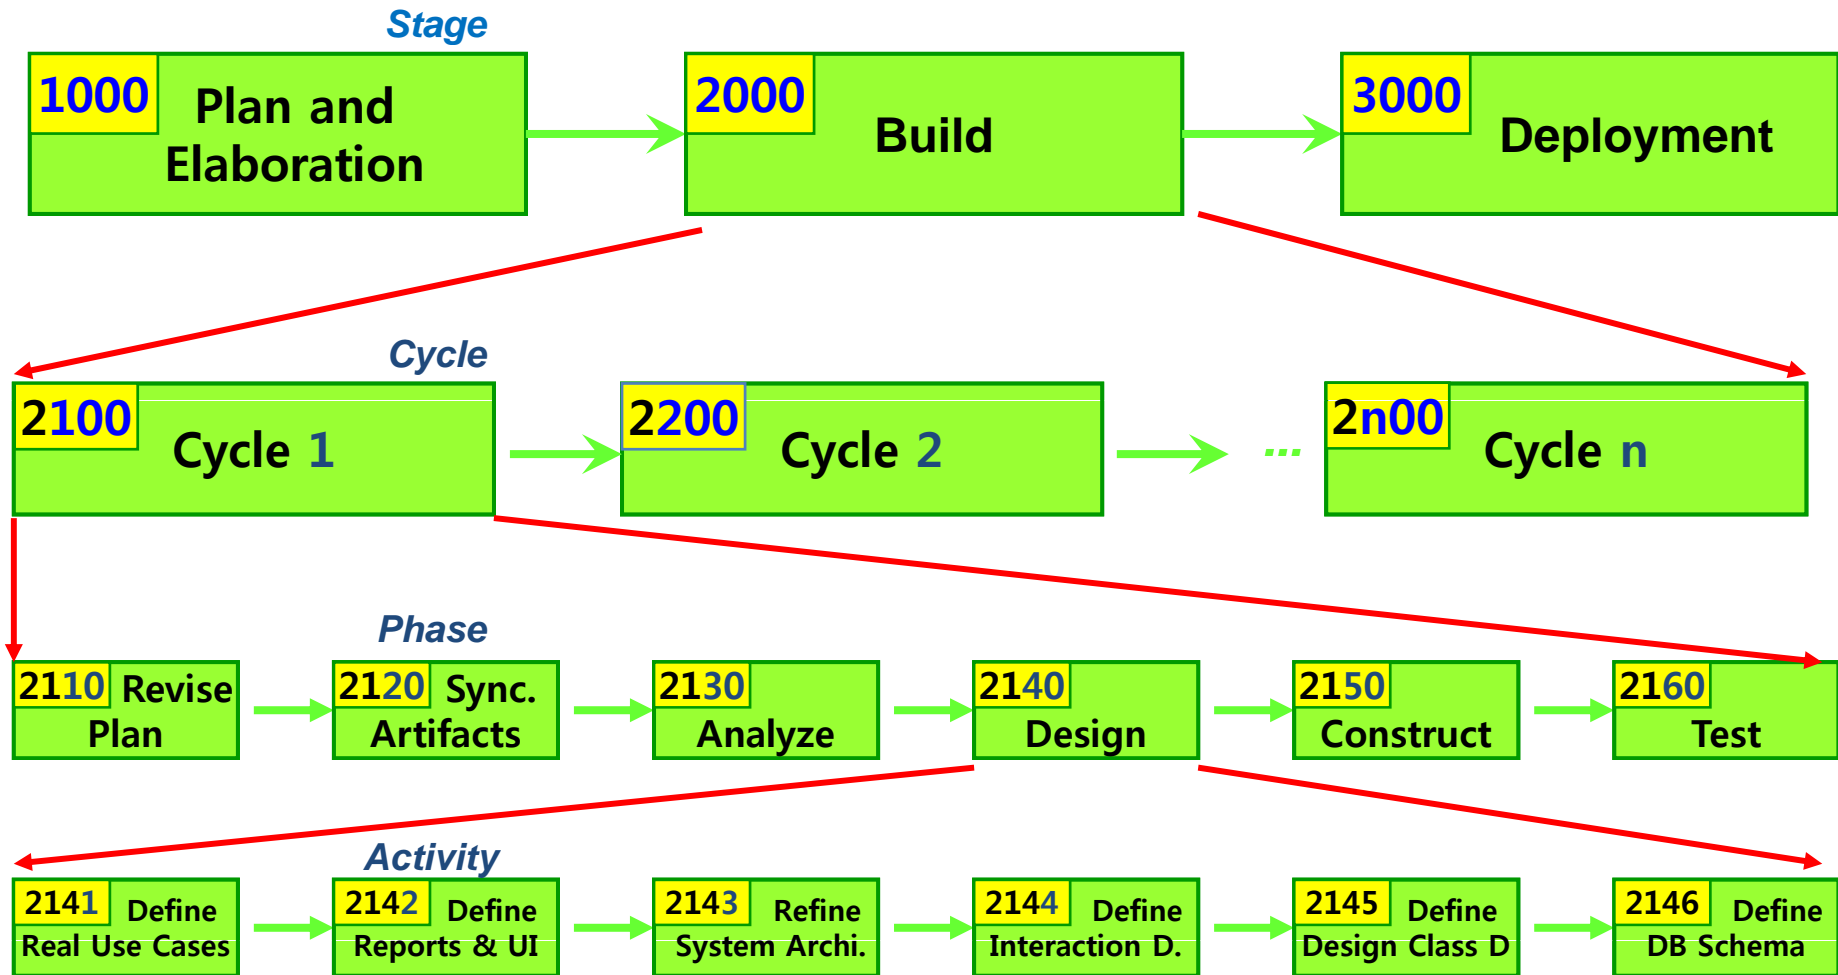 Stage
1000 Plan and
Elaboration
2000
Build
3000
Deployment
Cycle
2100
Cycle 1
2200
Cycle 2
...
2n00
Cycle n
Phase
2110 Revise
Plan
2120 Sync.
Artifacts
2130
Analyze
2140
Design
2150
Construct
2160
Test
Activity
2141 Define
Real Use Cases
2142 Define
Reports & UI
2143 Refine
System Archi.
2144 Define
Interaction D.
2145 Define
Design Class D
2146 Define
DB Schema